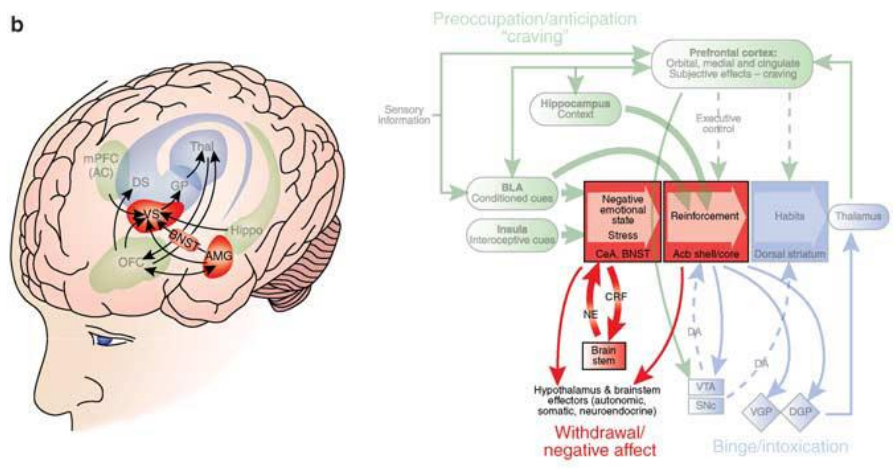 b
mPFC
(AC)
DS
Thal
GP
VS
BNST
Hippo
OFC
AMG
Preoccupation/anticipation
"craving"
Prefrontal cortex:
Orbital, medial and cingulate
Subjective effects – craving
Sensory
information
Hippocampus
Context
Executive
control
BLA
Conditioned cues
Insula
Interoceptive cues
Negative
emotional
state
Stress
CeA, BNST
Reinforcement
Acb shell/core
Habits
Dorsal striatum
Thalamus
NE
CRF
Brain
stem
DA
DA
VTA
SNc
VGP
DGP
Hypothalamus & brainstem
effectors (autonomic,
somatic, neuroendocrine)
Withdrawal/
negative affect
Binge/intoxication